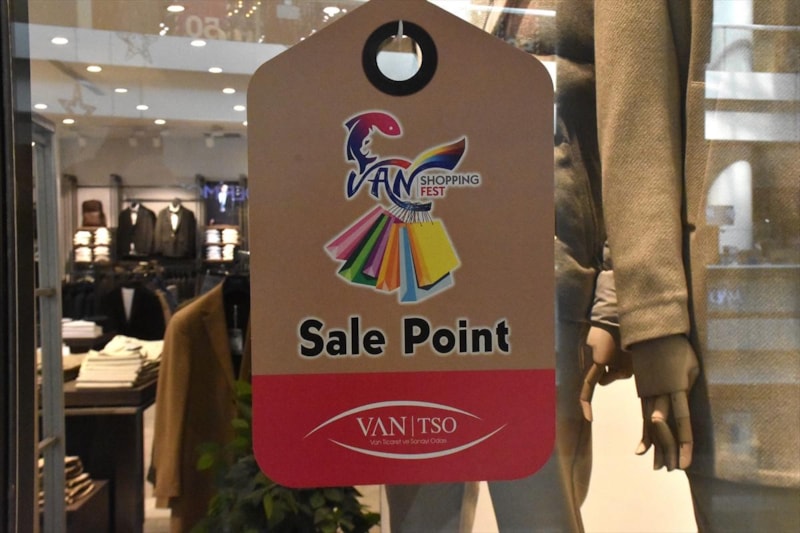 VAN SHOPPING
FEST
Sale Point
VAN | TSO
Van Ticaret ve Sanayi Odası